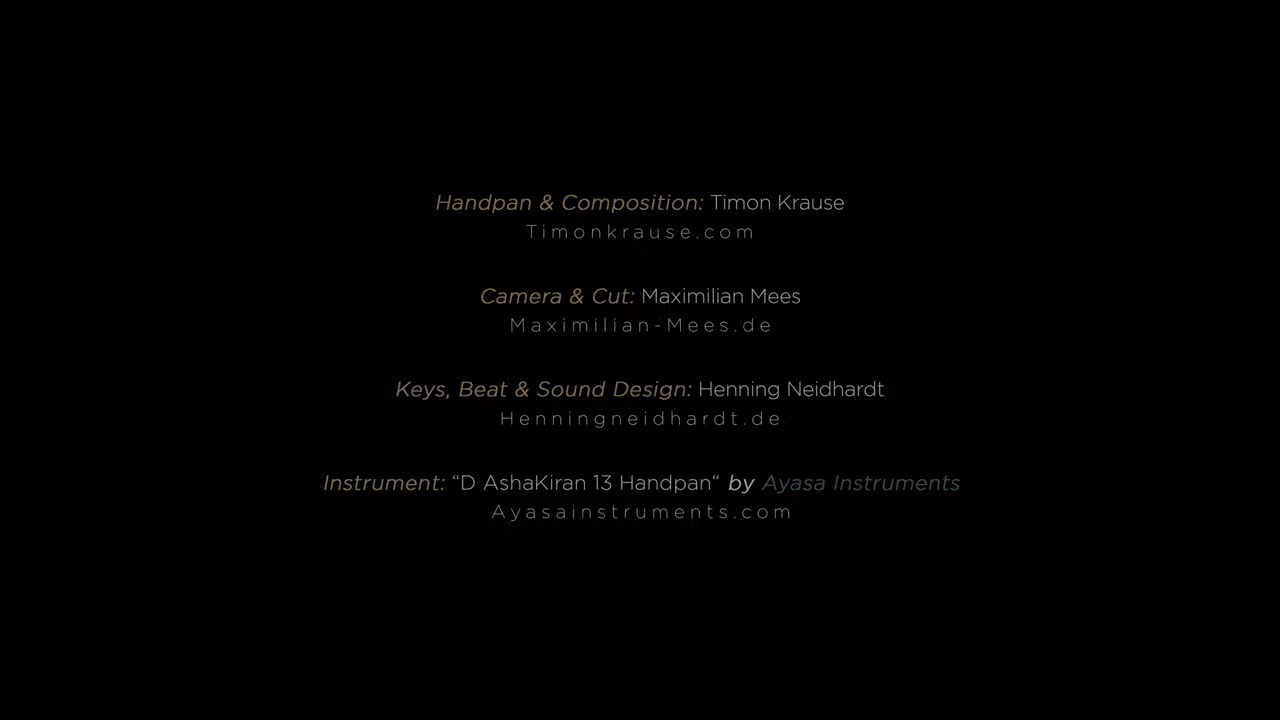 Handpan & Composition: Timon Krause
Timonkrause.com
Camera & Cut: Maximilian Mees
Maximilian-Mees.de
Keys, Beat & Sound Design: Henning Neidhardt
Henningneidhardt.de
Instrument: “D AshaKiran 13 Handpan“ by Ayasa Instruments
Ayasainstruments.com